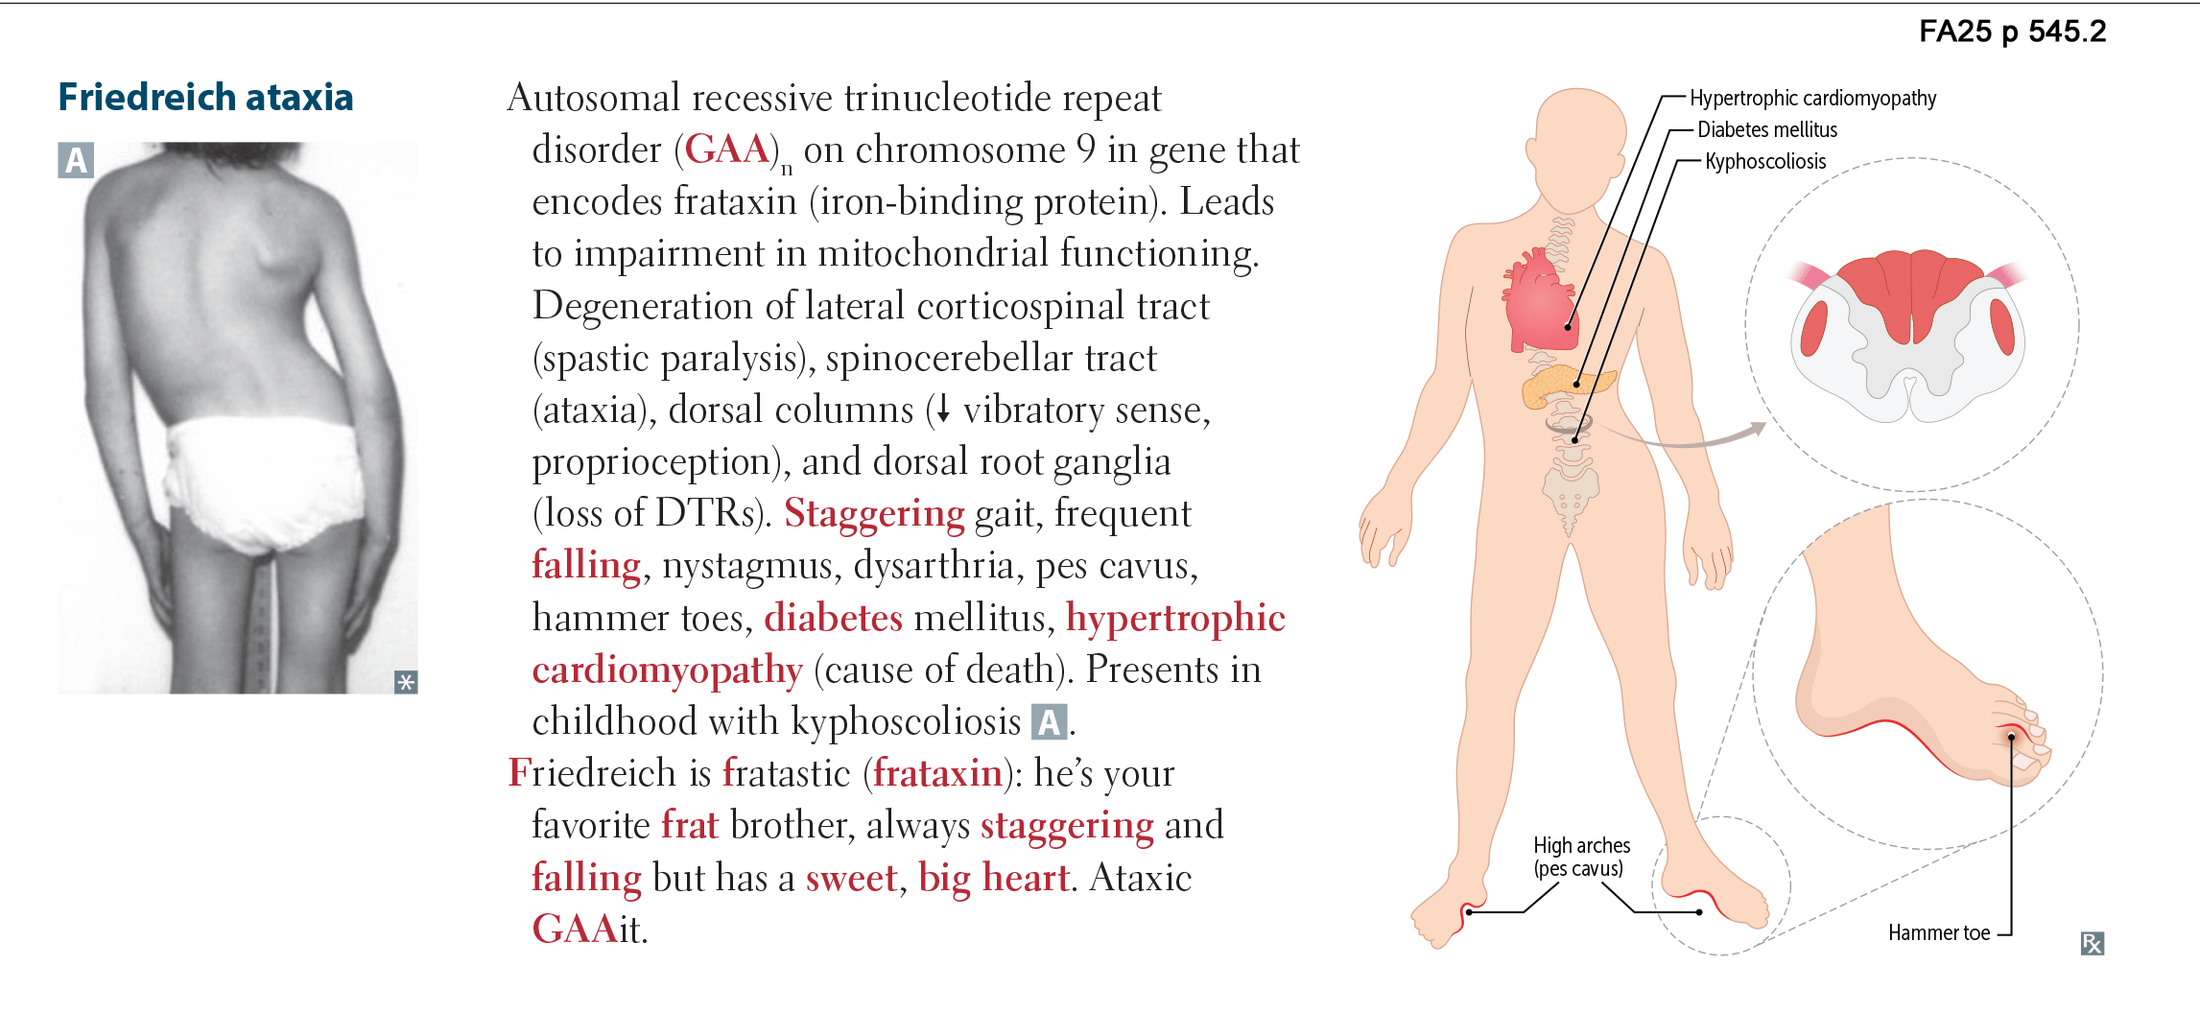 FA25 p 545.2
Friedreich ataxia
A
Autosomal recessive trinucleotide repeat
disorder (GAA)n on chromosome 9 in gene that
encodes frataxin (iron-binding protein). Leads
to impairment in mitochondrial functioning.
Degeneration of lateral corticospinal tract
(spastic paralysis), spinocerebellar tract
(ataxia), dorsal columns (↓ vibratory sense,
proprioception), and dorsal root ganglia
(loss of DTRs). Staggering gait, frequent
falling, nystagmus, dysarthria, pes cavus,
hammer toes, diabetes mellitus, hypertrophic
cardiomyopathy (cause of death). Presents in
childhood with kyphoscoliosis A.
Friedreich is fratastic (frataxin): he's your
favorite frat brother, always staggering and
falling but has a sweet, big heart. Ataxic
GAAit.
Hypertrophic cardiomyopathy
Diabetes mellitus
Kyphoscoliosis
High arches
(pes cavus)
Hammer toe
Rx